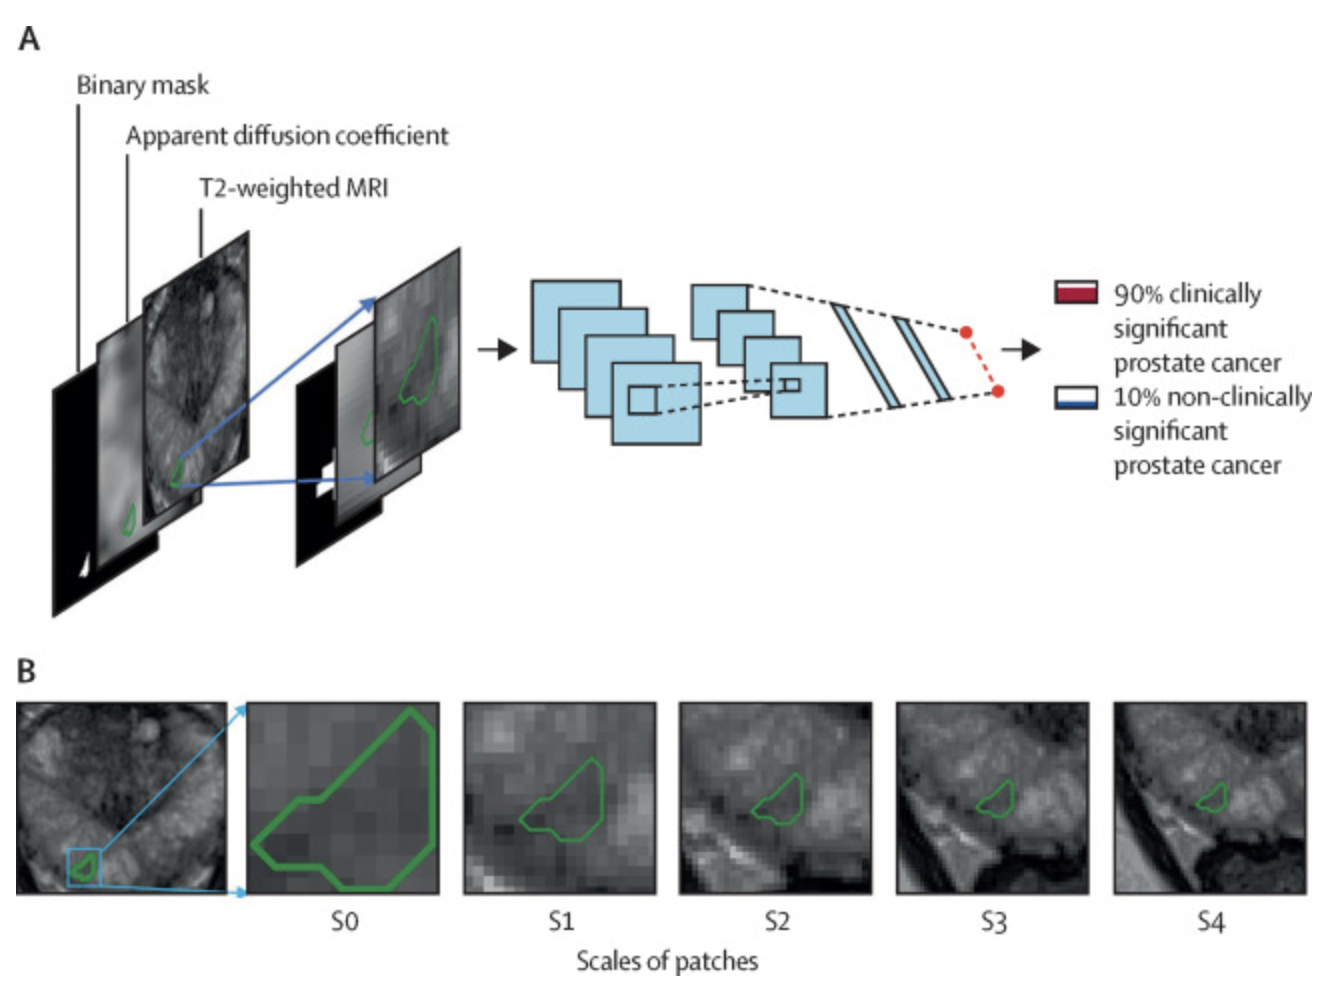 A
Binary mask
Apparent diffusion coefficient
T2-weighted MRI
90% clinically
significant
prostate cancer
10% non-clinically
significant
prostate cancer
B
S0
S1
S2
S3
S4
Scales of patches